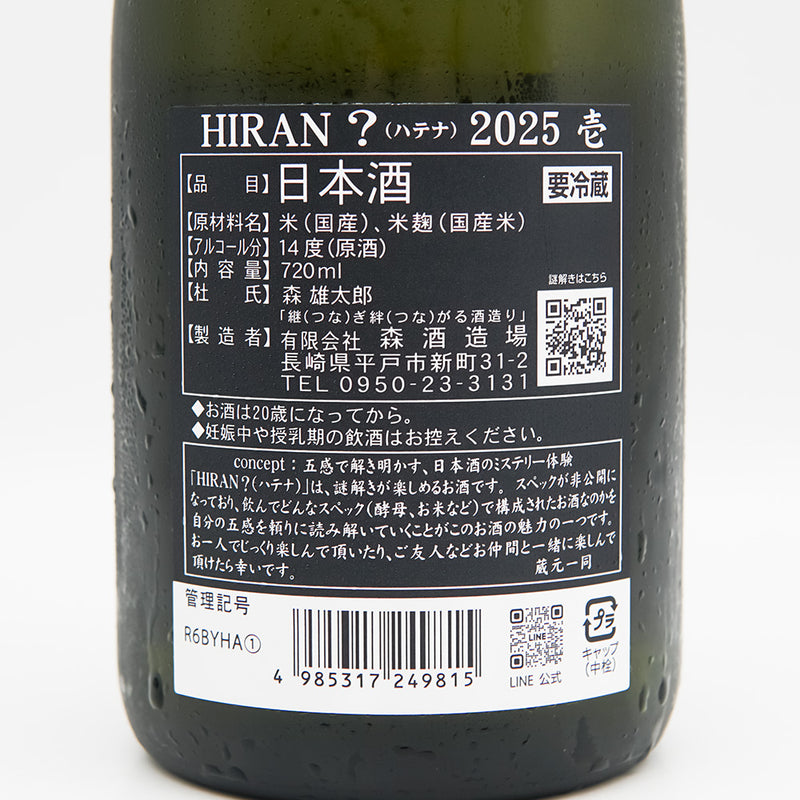 HIRAN ?(ハテナ) 2025 壱
【品 目】日本酒 要冷蔵
【原材料名】米(国産)、米麹(国産米)
【アルコール分】14度(原酒)
【内容量】720ml
謎解きはこちら
【杜 氏】森 雄太郎
「継(つな)ぎ絆(つな)がる酒造り」
【製造者】有限会社 森酒造場
長崎県平戸市新町31-2
TEL 0950-23-3131
◆お酒は20歳になってから。
◆妊娠中や授乳期の飲酒はお控えください。
concept:五感で解き明かす、日本酒のミステリー体験
「HIRAN?(ハテナ)」は、謎解きが楽しめるお酒です。スペックが非公開に
なっており、飲んでどんなスペック(酵母、お米など)で構成されたお酒なのかを
自分の五感を頼りに読み解いていくことがこのお酒の魅力の一つです。
お一人でじっくり楽しんで頂いたり、ご友人などお仲間と一緒に楽しんで
頂けたら幸いです。 蔵元一同
管理記号
R6BYHA①
4 985317 249815
LINE
LINE 公式
プラ
キャップ
(中栓)